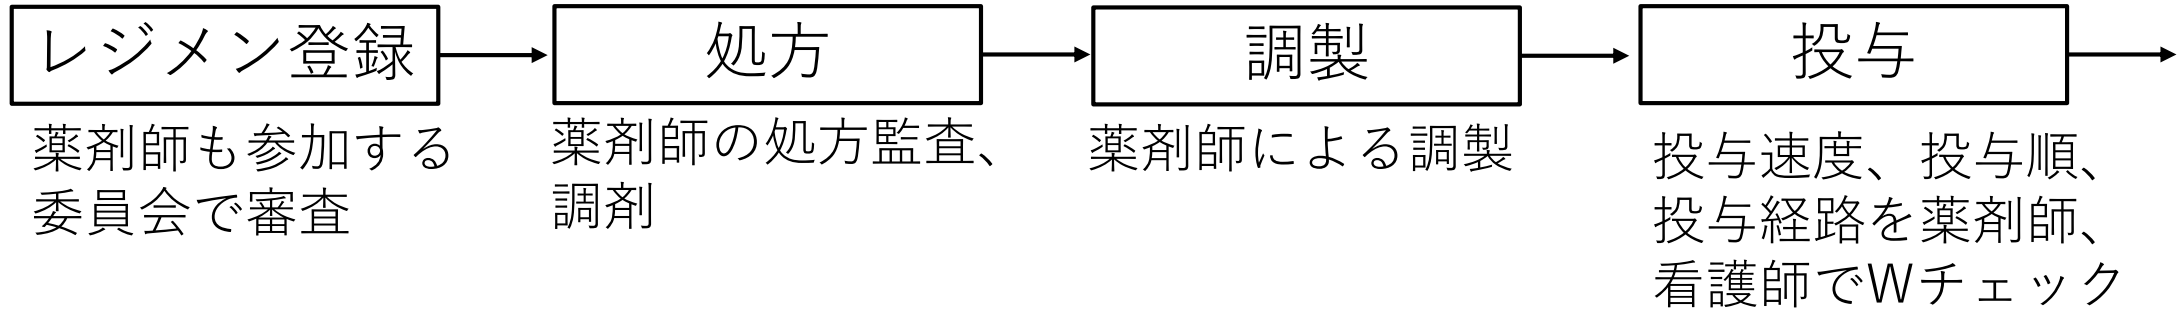 レジメン登録
薬剤師も参加する
委員会で審査
処方
薬剤師の処方監査、
調剤
調製
薬剤師による調製
投与
投与速度、投与順、
投与経路を薬剤師、
看護師でWチェック